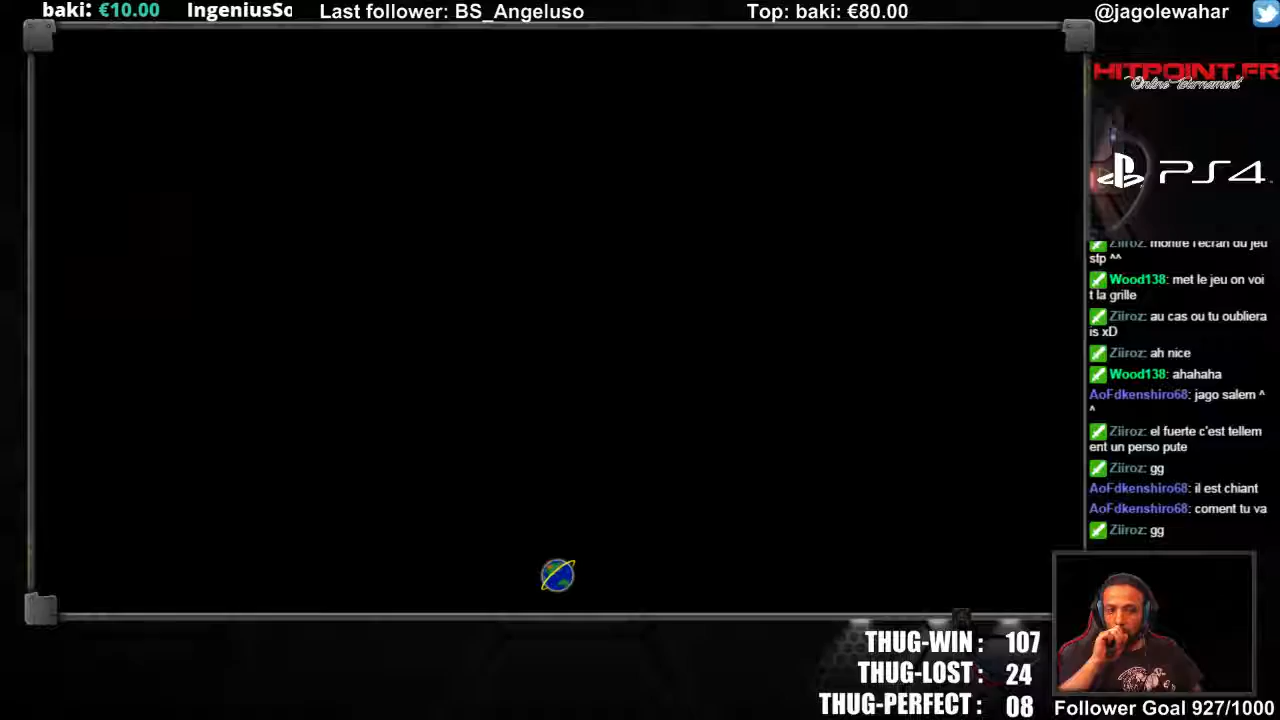 baki: €10.00 IngeniusSo Last follower: BS_Angeluso Top: baki: €80.00 @jagolewahar
HITPOINT.FR
Online Tournament
PS4
Ziiroz: montre l'ecran du jeu
stp ^^
Wood138: met le jeu on voi
t la grille
Ziiroz: au cas ou tu oubliera
is xD
Ziiroz: ah nice
Wood138: ahahaha
AoFdkenshiro68: jago salem ^
^
Ziiroz: el fuerte c'est tellem
ent un perso pute
Ziiroz: gg
AoFdkenshiro68: il est chiant
AoFdkenshiro68: coment tu va
Ziiroz: gg
THUG-WIN : 107
THUG-LOST : 24
THUG-PERFECT : 08
Follower Goal 927/1000